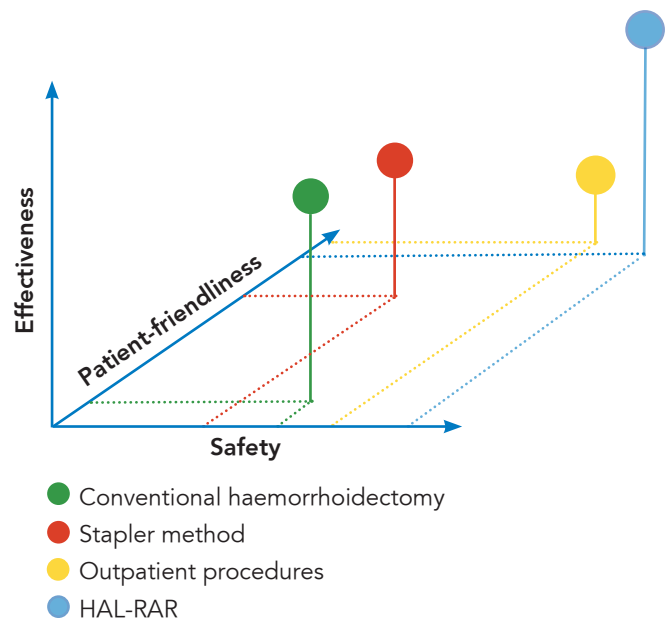 Effectiveness
Patient-friendliness
Safety
Conventional haemorrhoidectomy
Stapler method
Outpatient procedures
HAL-RAR